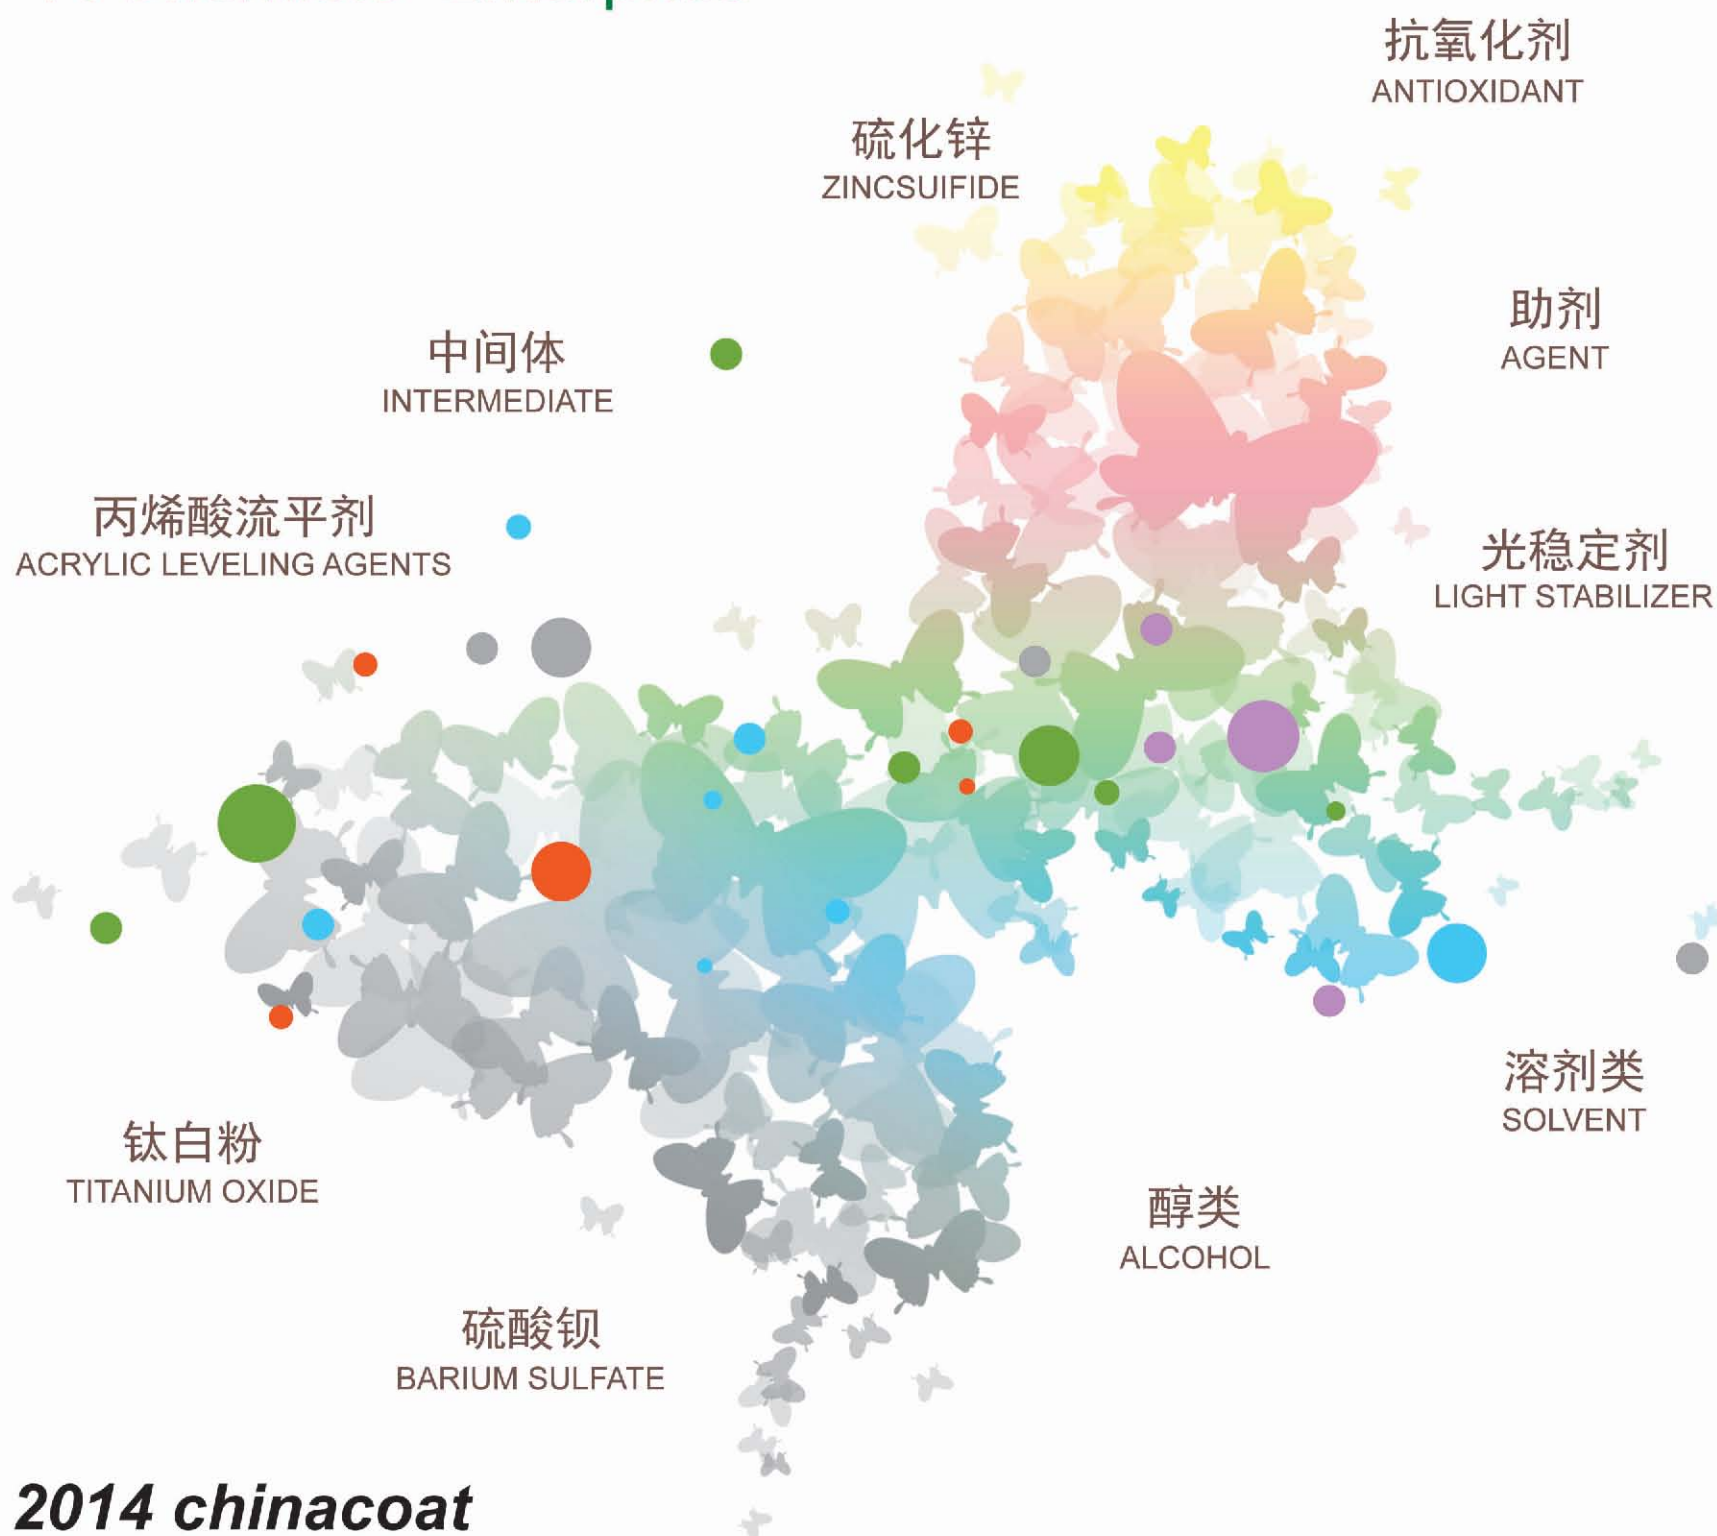 抗氧化剂
ANTIOXIDANT
硫化锌
ZINCSUIFIDE
助剂
AGENT
中间体
INTERMEDIATE
丙烯酸流平剂
ACRYLIC LEVELING AGENTS
光稳定剂
LIGHT STABILIZER
溶剂类
SOLVENT
钛白粉
TITANIUM OXIDE
醇类
ALCOHOL
硫酸钡
BARIUM SULFATE
2014 chinacoat